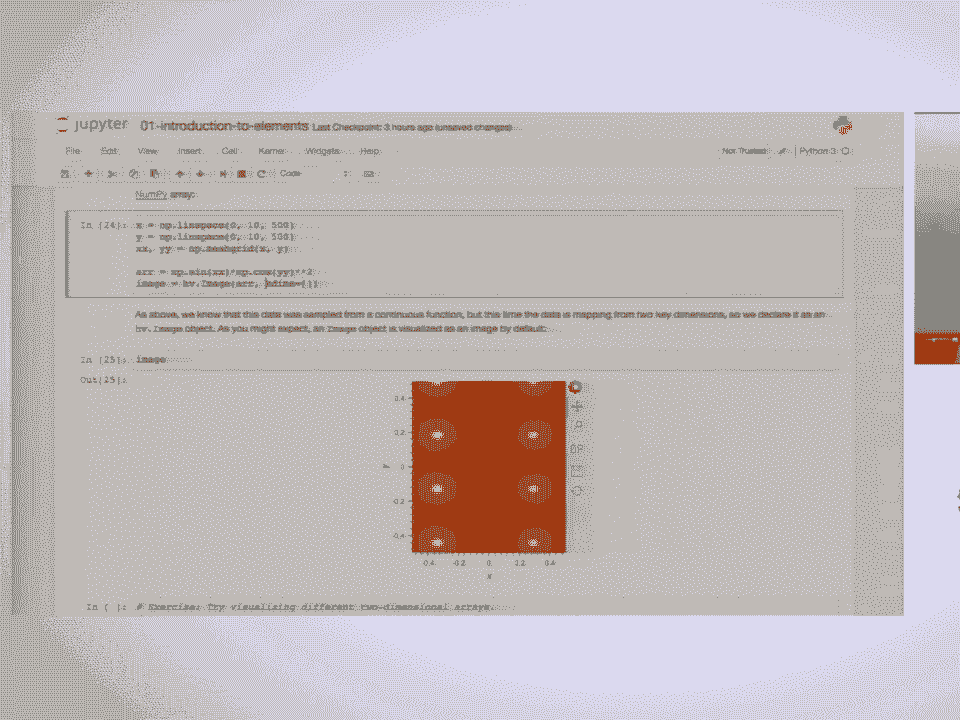 jupyter 01-introduction-to-elements Last Checkpoint: 3 hours ago (unsaved changes)
File Edit View Insert Cell Kernel Widgets Help Not Trusted Python 3
Code
NumPy array:
In [24]: x = np.linspace(0, 10, 500)
y = np.linspace(0, 10, 500)
xx, yy = np.meshgrid(x, y)
arr = np.sin(xx)*np.cos(yy)**2
image = hv.Image(arr, kdims=[])
As above, we know that this data was sampled from a continuous function, but this time the data is mapping from two key dimensions, so we declare it as an
hv.Image object. As you might expect, an Image object is visualized as an image by default:
In [25]: image
Out[25]:
0.4
0.2
0
-0.2
-0.4
y
-0.4 -0.2 0 0.2 0.4
x
In [ ]: # Exercise: Try visualizing different two-dimensional arrays.